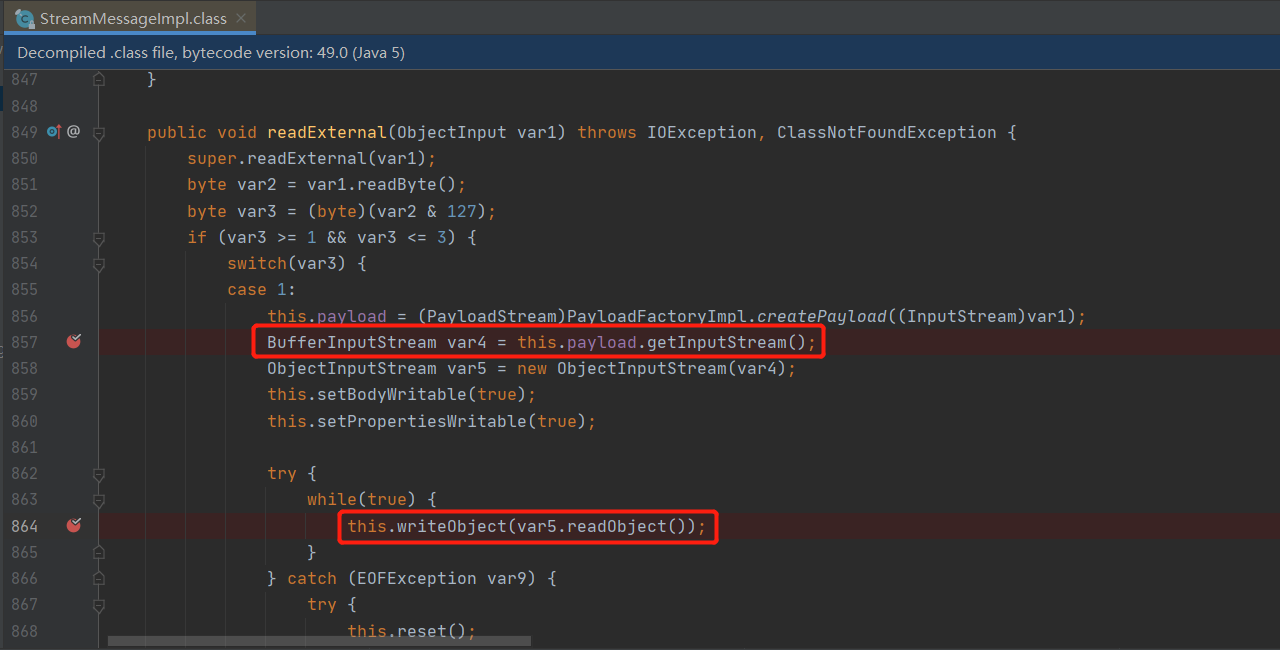 StreamMessageImpl.class
Decompiled .class file, bytecode version: 49.0 (Java 5)
847 }
848
849 @ public void readExternal(ObjectInput var1) throws IOException, ClassNotFoundException {
850 super.readExternal(var1);
851 byte var2 = var1.readByte();
852 byte var3 = (byte)(var2 & 127);
853 if (var3 >= 1 && var3 <= 3) {
854 switch(var3) {
855 case 1:
856 this.payload = (PayloadStream)PayloadFactoryImpl.createPayload((InputStream)var1);
857 BufferInputStream var4 = this.payload.getInputStream();
858 ObjectInputStream var5 = new ObjectInputStream(var4);
859 this.setBodyWritable(true);
860 this.setPropertiesWritable(true);
861
862 try {
863 while(true) {
864 this.writeObject(var5.readObject());
865 }
866 } catch (EOFException var9) {
867 try {
868 this.reset();